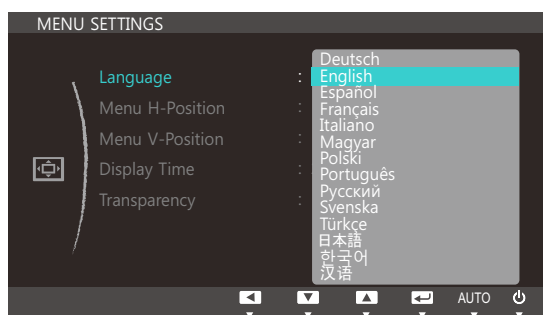 MENU SETTINGS
Language :
Deutsch
English
Español
Français
Italiano
Magyar
Polski
Português
Русский
Svenska
Türkçe
日本語
한국어
汉语
Menu H-Position :
Menu V-Position :
Display Time :
Transparency :
AUTO